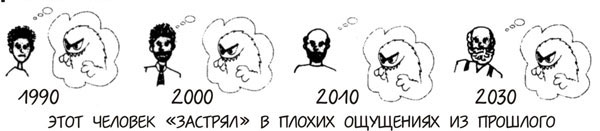 1990 2000 2010 2030
ЭТОТ ЧЕЛОВЕК «ЗАСТРЯЛ» В ПЛОХИХ ОЩУЩЕНИЯХ ИЗ ПРОШЛОГО